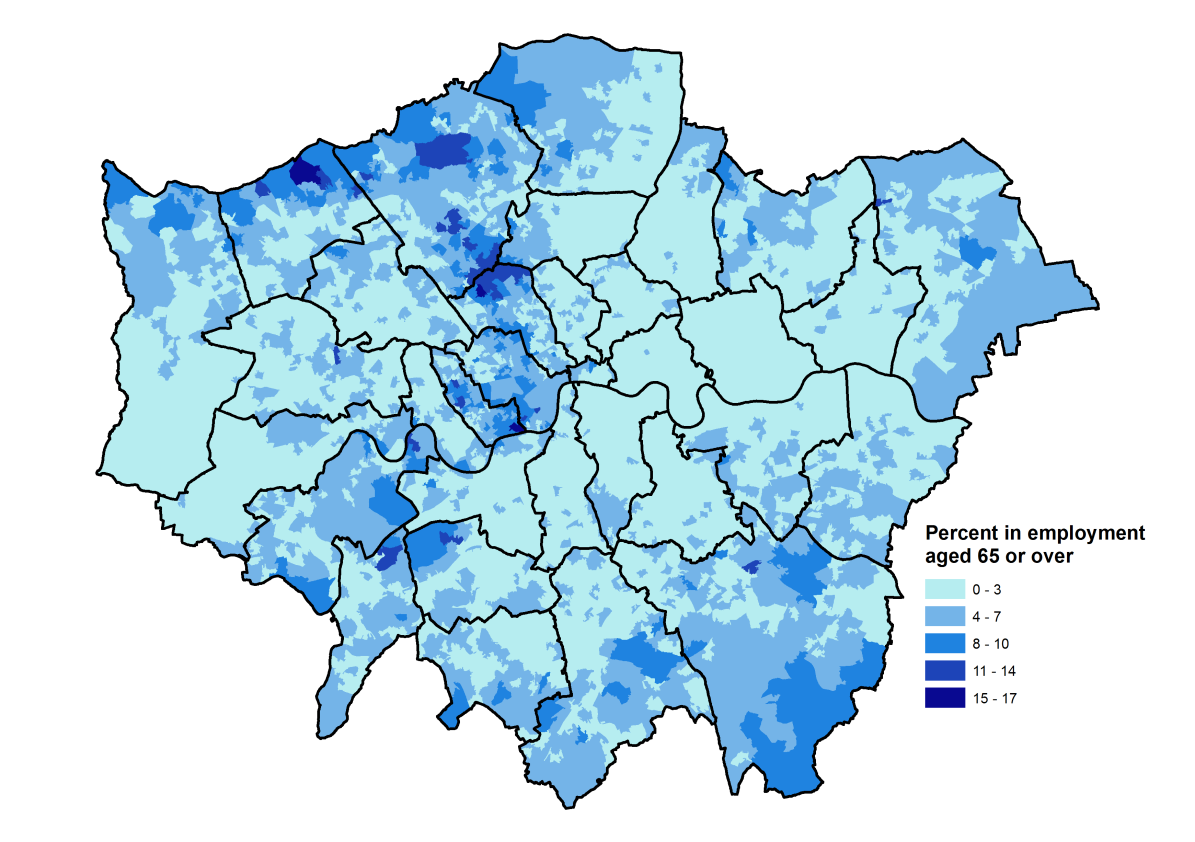 Percent in employment
aged 65 or over
0 - 3
4 - 7
8 - 10
11 - 14
15 - 17